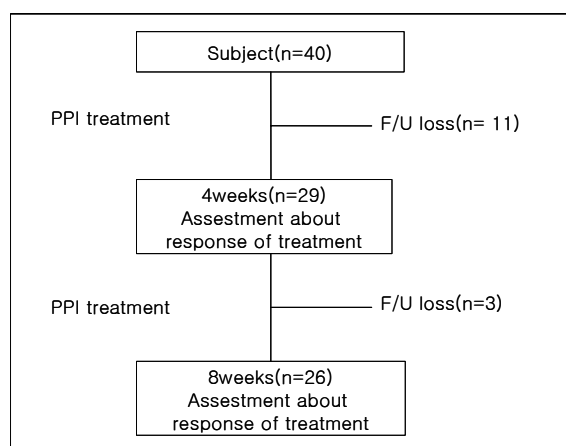 Subject(n=40)
PPI treatment
F/U loss(n= 11)
4weeks(n=29)
Assestment about
response of treatment
PPI treatment
F/U loss(n=3)
8weeks(n=26)
Assestment about
response of treatment